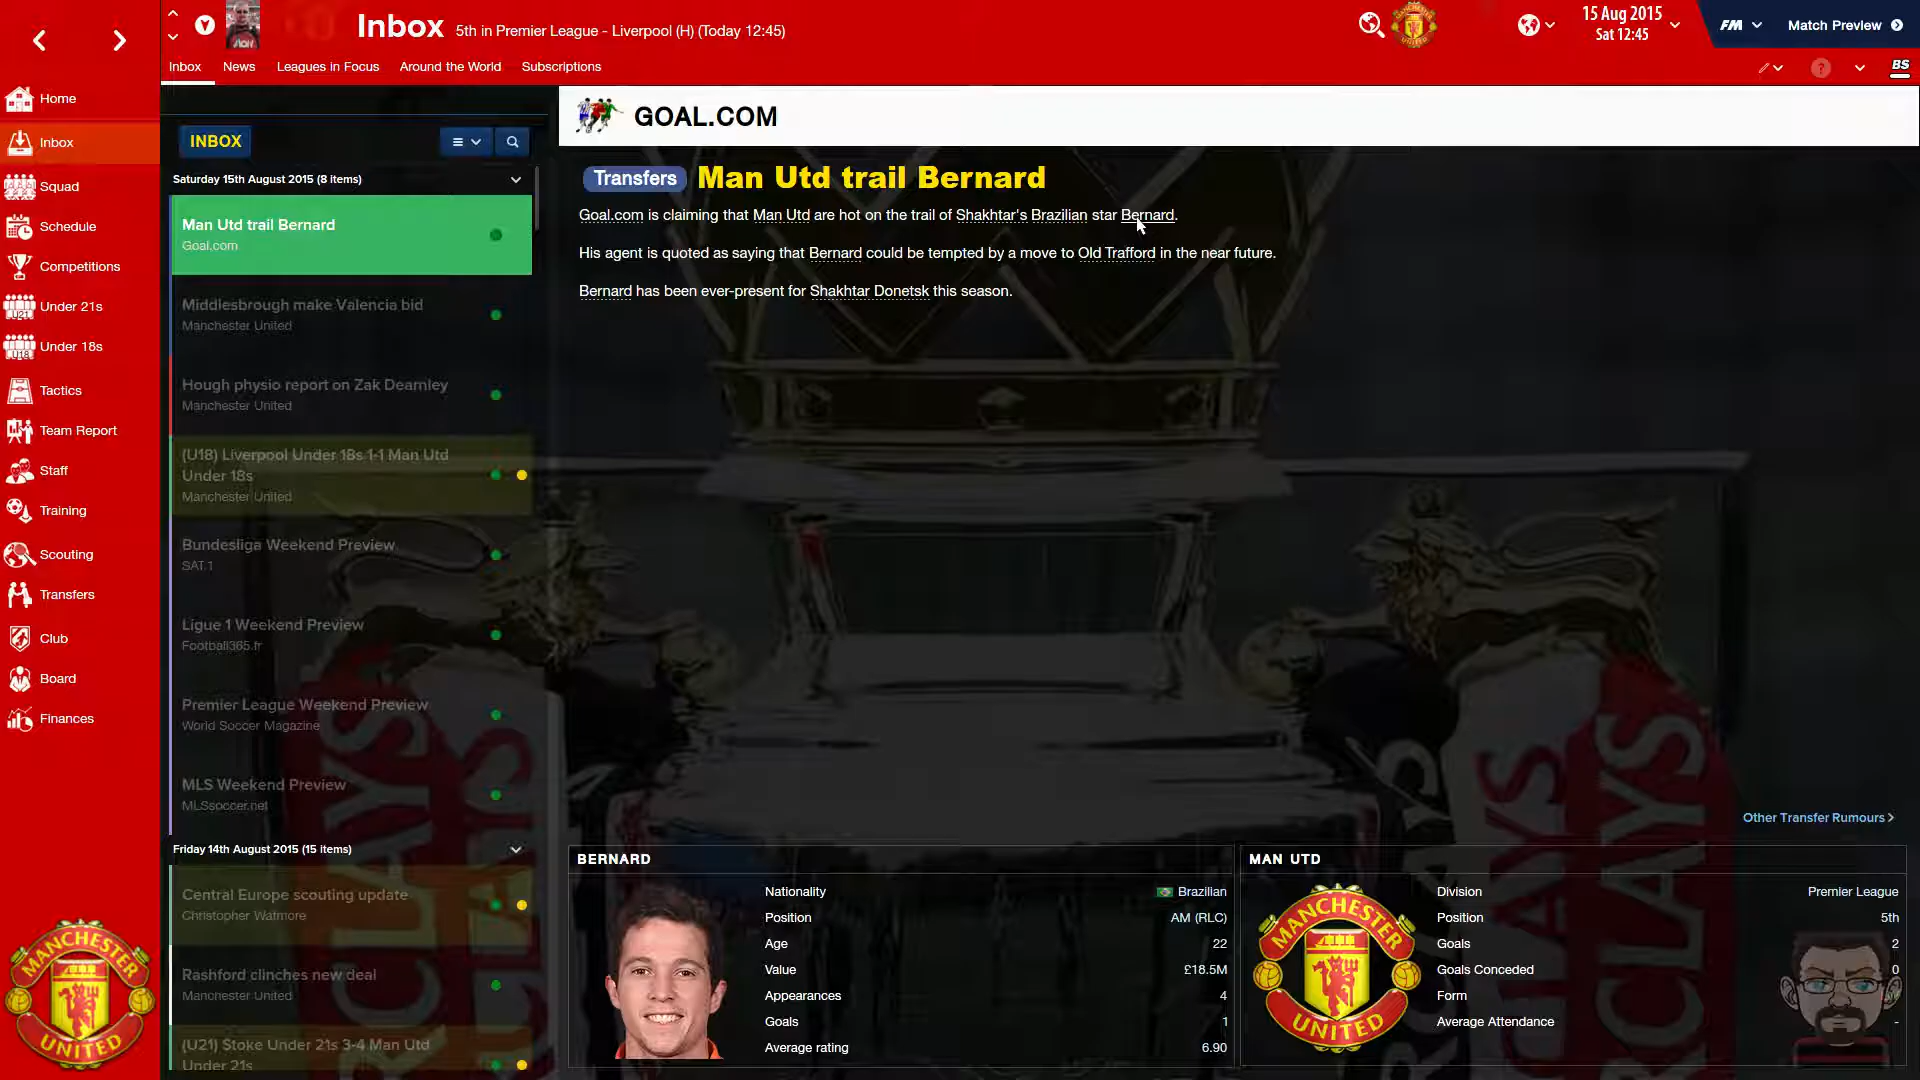 Inbox
5th in Premier League - Liverpool (H) (Today 12:45)
15 Aug 2015
Sat 12:45
FM
Match Preview
Inbox
News
Leagues in Focus
Around the World
Subscriptions
?
BS
Home
Inbox
Squad
Schedule
Competitions
Under 21s
Under 18s
Tactics
Team Report
Staff
Training
Scouting
Transfers
Club
Board
Finances
U21
U18
MANCHESTER
UNITED
INBOX
Saturday 15th August 2015 (8 items)
Man Utd trail Bernard
Goal.com
Middlesbrough make Valencia bid
Manchester United
Hough physio report on Zak Dearnley
Manchester United
(U18) Liverpool Under 18s 1-1 Man Utd
Under 18s
Manchester United
Bundesliga Weekend Preview
SAT.1
Ligue 1 Weekend Preview
Football365.fr
Premier League Weekend Preview
World Soccer Magazine
MLS Weekend Preview
MLSsoccer.net
Friday 14th August 2015 (15 items)
Central Europe scouting update
Christopher Watmore
Rashford clinches new deal
Manchester United
(U21) Stoke Under 21s 3-4 Man Utd
Under 21s
GOAL.COM
Transfers
Man Utd trail Bernard
Goal.com is claiming that Man Utd are hot on the trail of Shakhtar's Brazilian star Bernard.
His agent is quoted as saying that Bernard could be tempted by a move to Old Trafford in the near future.
Bernard has been ever-present for Shakhtar Donetsk this season.
Other Transfer Rumours
BERNARD
Nationality Brazilian
Position AM (RLC)
Age 22
Value £18.5M
Appearances 4
Goals 1
Average rating 6.90
MAN UTD
MANCHESTER
UNITED
Division Premier League
Position 5th
Goals 2
Goals Conceded 0
Form
Average Attendance -
BARCLAYS
BARCLAYS